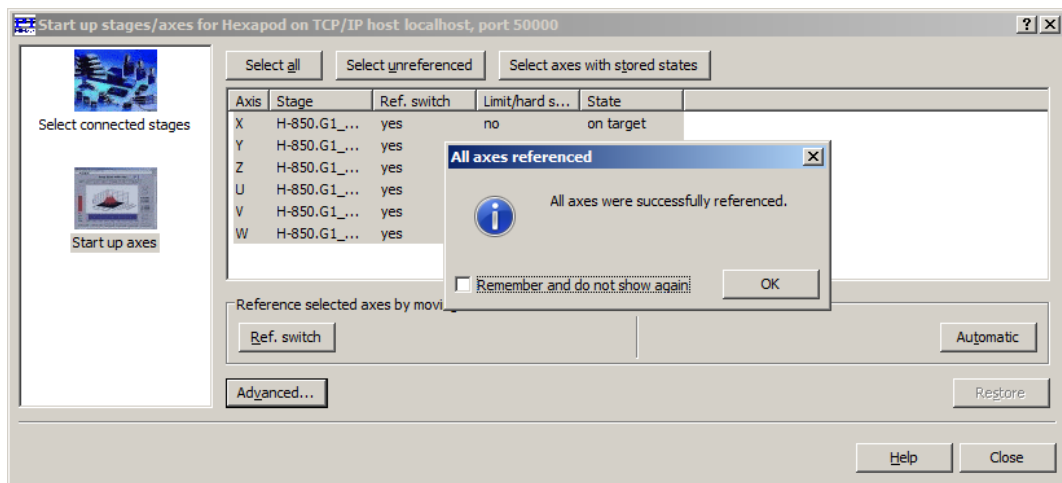 Start up stages/axes for Hexapod on TCP/IP host localhost, port 50000
Select connected stages
Start up axes
Select all Select unreferenced Select axes with stored states
Axis Stage Ref. switch Limit/hard s... State
X H-850.G1_... yes no on target
Y H-850.G1_... yes
Z H-850.G1_... yes
U H-850.G1_... yes
V H-850.G1_... yes
W H-850.G1_... yes
All axes referenced
All axes were successfully referenced.
Remember and do not show again OK
Reference selected axes by
Ref. switch Automatic
Advanced... Restore
Help Close